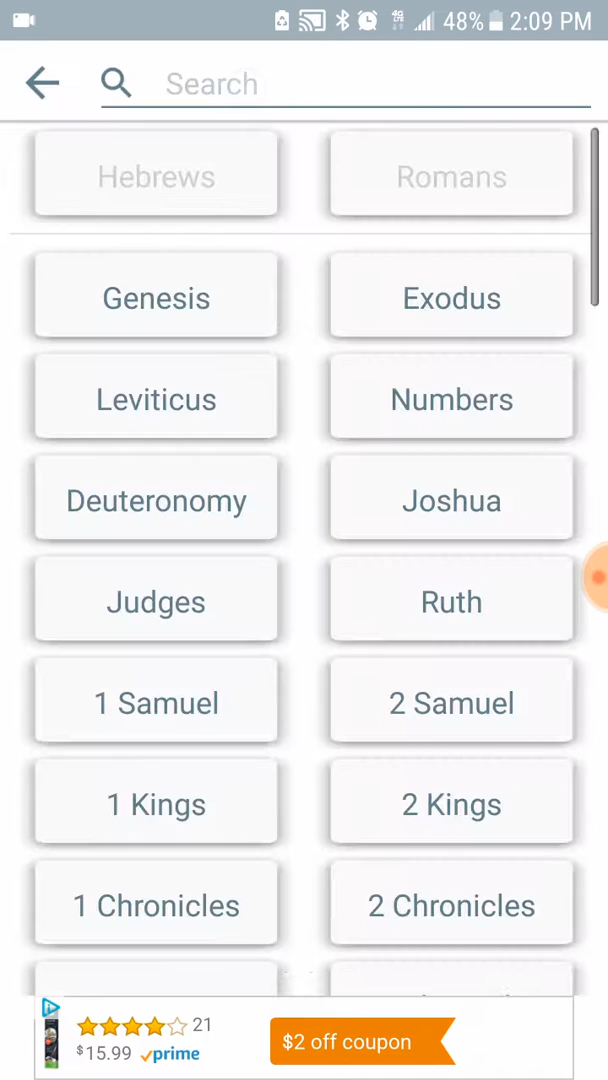 48% 2:09 PM
Search
Hebrews Romans
Genesis Exodus
Leviticus Numbers
Deuteronomy Joshua
Judges Ruth
1 Samuel 2 Samuel
1 Kings 2 Kings
1 Chronicles 2 Chronicles
21
$15.99 prime
$2 off coupon